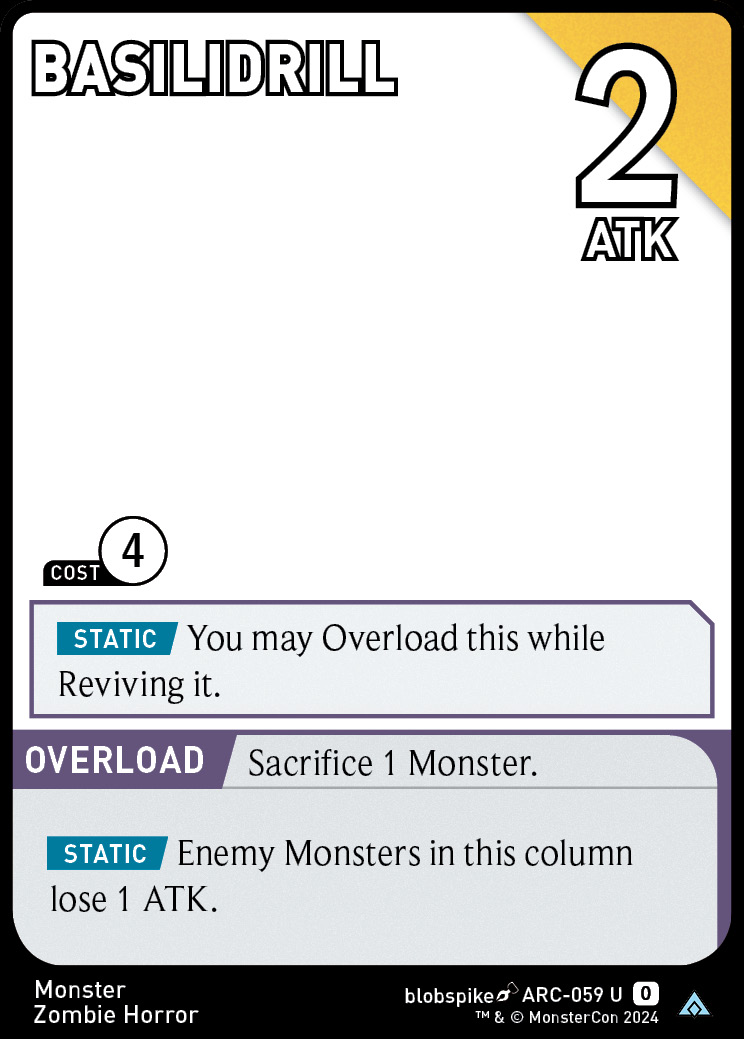 BASILIDRILL
2
ATK
COST 4
STATIC You may Overload this while
Reviving it.
OVERLOAD Sacrifice 1 Monster.
STATIC Enemy Monsters in this column
lose 1 ATK.
Monster
Zombie Horror
blobspike ARC-059 U 0
™ & © MonsterCon 2024